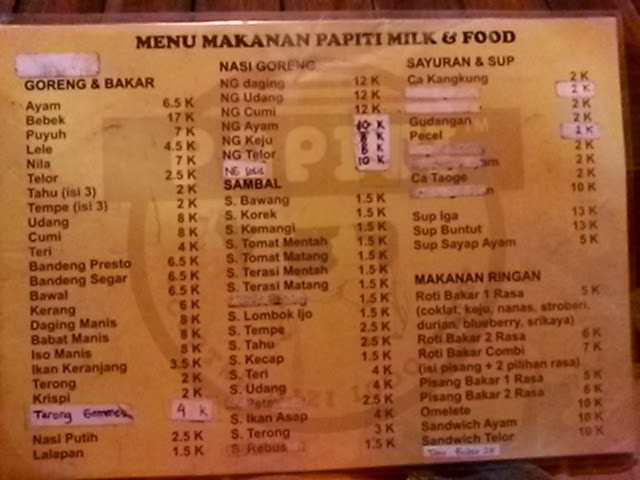 MENU MAKANAN PAPITI MILK & FOOD
GORENG & BAKAR
Ayam 6.5 K
Bebek 17 K
Puyuh 7 K
Lele 4.5 K
Nila 7 K
Telor 2.5 K
Tahu (isi 3) 2 K
Tempe (isi 3) 2 K
Udang 8 K
Cumi 8 K
Teri 4 K
Bandeng Presto 6.5 K
Bandeng Segar 6.5 K
Bawal 6.5 K
Kerang 6 K
Daging Manis 8 K
Babat Manis 8 K
Iso Manis 8 K
Ikan Keranjang 3.5 K
Terong 2 K
Krispi 2 K
Terong 4 K
Nasi Putih 2.5 K
Lalapan 1.5 K
NASI GORENG
NG daging 12 K
NG Udang 12 K
NG Cumi 12 K
NG Ayam 10 K
NG Keju 8 K
NG Telor 8 K
NG 10 K
SAMBAL
S. Bawang 1.5 K
S. Korek 1.5 K
S. Kemangi 1.5 K
S. Tomat Mentah 1.5 K
S. Tomat Matang 1.5 K
S. Terasi Mentah 1.5 K
S. Terasi Matang 1.5 K
1.5 K
S. Lombok Ijo 1.5 K
S. Tempe 2.5 K
S. Tahu 2.5 K
S. Kecap 1.5 K
S. Teri 4 K
S. Udang 4 K
2.5 K
S. Ikan Asap 4 K
S. Terong 3 K
S. Rebus 1.5 K
SAYURAN & SUP
Ca Kangkung 2 K
2 K
2 K
Gudangan 2 K
Pecel 2 K
2 K
2 K
Ca Taoge 2 K
10 K
Sup Iga 13 K
Sup Buntut 13 K
Sup Sayap Ayam 5 K
MAKANAN RINGAN
Roti Bakar 1 Rasa 5 K
(coklat, keju, nanas, stroberi,
durian, blueberry, srikaya)
Roti Bakar 2 Rasa 6 K
Roti Bakar Combi 7 K
(isi pisang + 2 pilihan rasa)
Pisang Bakar 1 Rasa 5 K
Pisang Bakar 2 Rasa 6 K
Omelete 10 K
Sandwich Ayam 10 K
Sandwich Telor 10 K